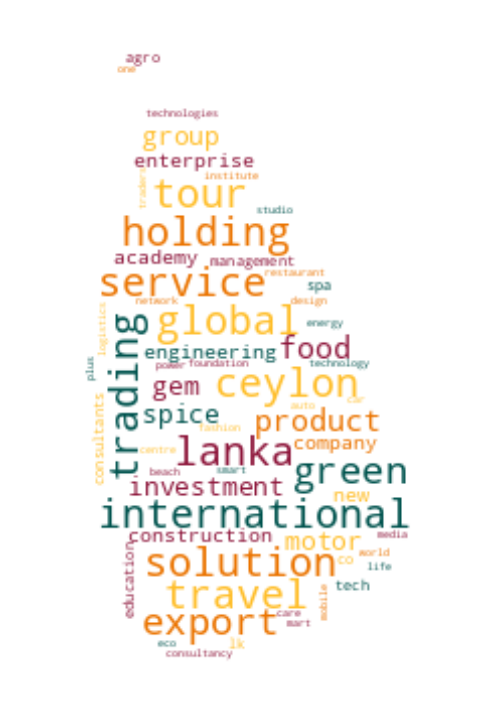 agro
one
technologies
group
enterprise
institute
traders
tour
studio
holding
academy
management
service
restaurant
spa
network
design
logistics
trading
global
energy
engineering
food
plus
power
foundation
technology
gem
ceylon
consultants
auto
car
spice
product
fashion
lanka
company
centre
beach
smart
green
investment
new
international
construction
motor
media
education
solution
world
co
life
travel
tech
mobile
export
care
mart
eco
lk
consultancy